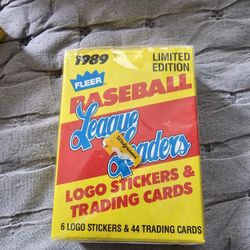 1989
LIMITED
EDITION
FLEER
BASEBALL
League
Leaders
LOGO STICKERS &
TRADING CARDS
6 LOGO STICKERS & 44 TRADING CARDS